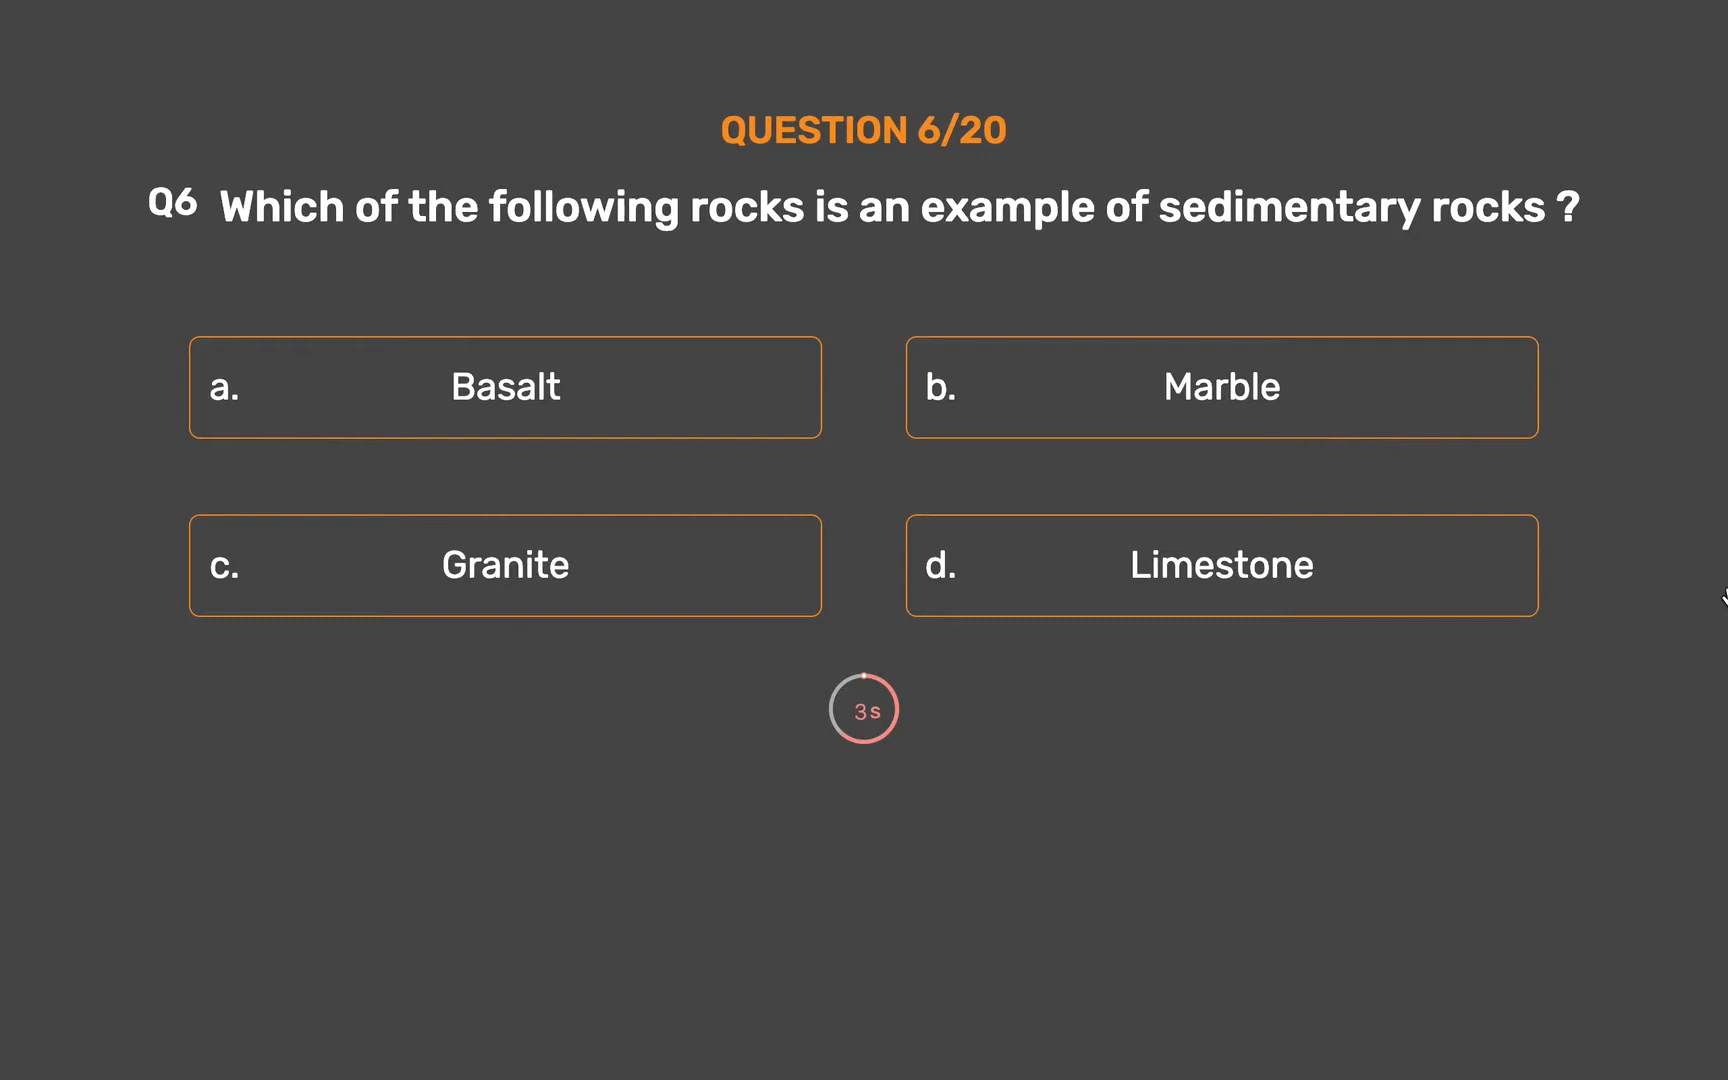 QUESTION 6/20
Q6 Which of the following rocks is an example of sedimentary rocks ?
a. Basalt
b. Marble
c. Granite
d. Limestone
3s